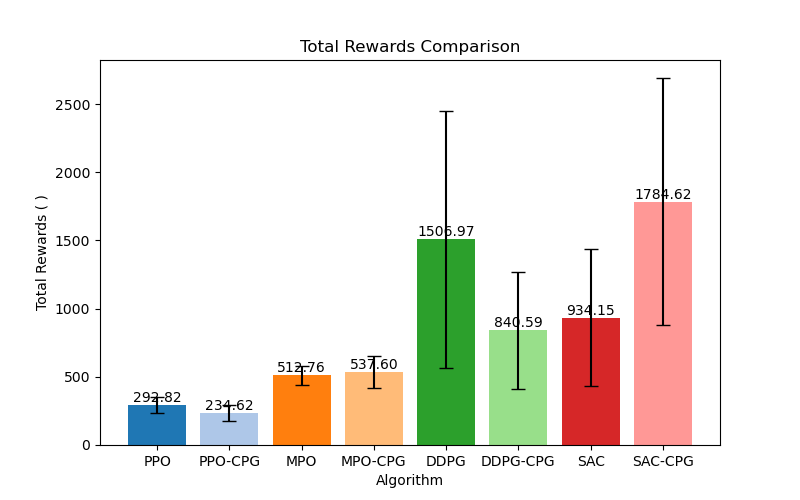 Total Rewards Comparison
Total Rewards ( )
2500
2000
1500
1000
500
0
292.82
234.62
512.76
537.60
1506.97
840.59
934.15
1784.62
PPO
PPO-CPG
MPO
MPO-CPG
DDPG
DDPG-CPG
SAC
SAC-CPG
Algorithm